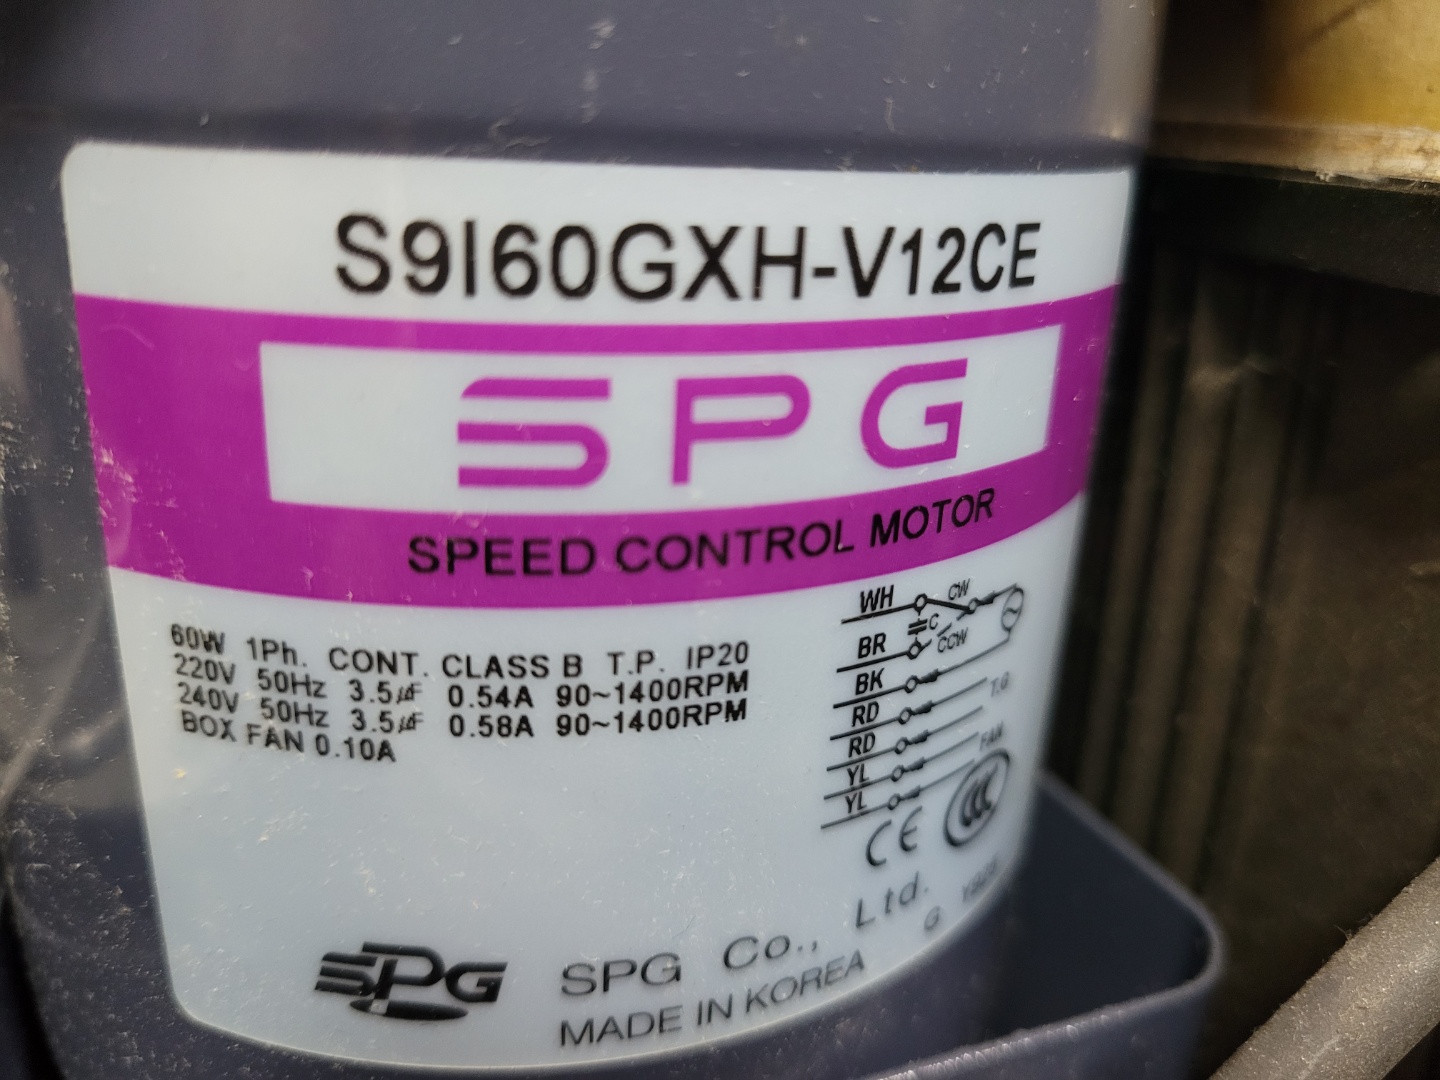 S9I60GXH-V12CE
SPG
SPEED CONTROL MOTOR
60W 1Ph. CONT. CLASS B T.P. IP20
220V 50Hz 3.5㎌ 0.54A 90~1400RPM
240V 50Hz 3.5㎌ 0.58A 90~1400RPM
BOX FAN 0.10A
WH CW
C
BR CCW
BK
RD T.G
RD
YL FAN
YL
CE CCC
SPG
SPG Co., Ltd.
MADE IN KOREA
G